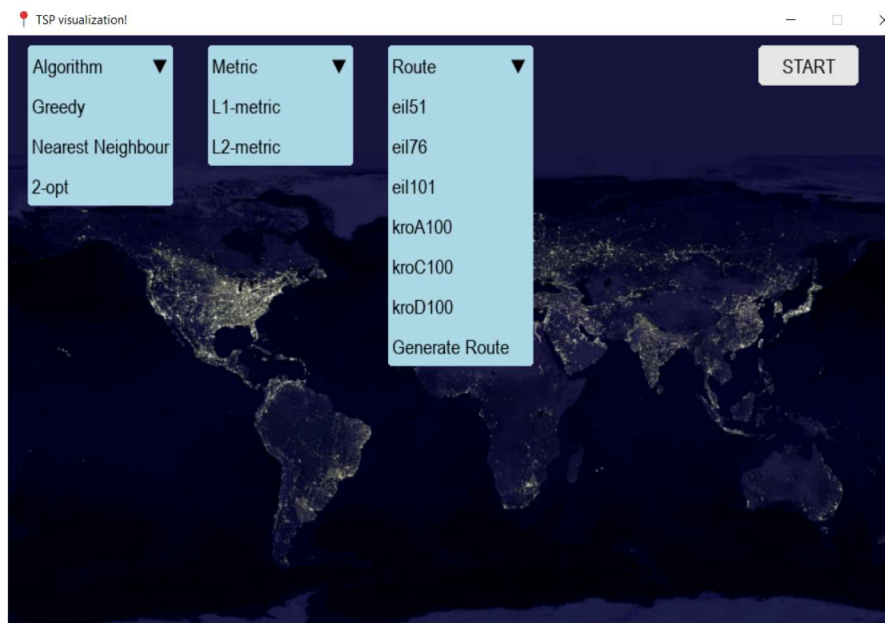 TSP visualization!
Algorithm ▼
Greedy
Nearest Neighbour
2-opt
Metric ▼
L1-metric
L2-metric
Route ▼
eil51
eil76
eil101
kroA100
kroC100
kroD100
Generate Route
START